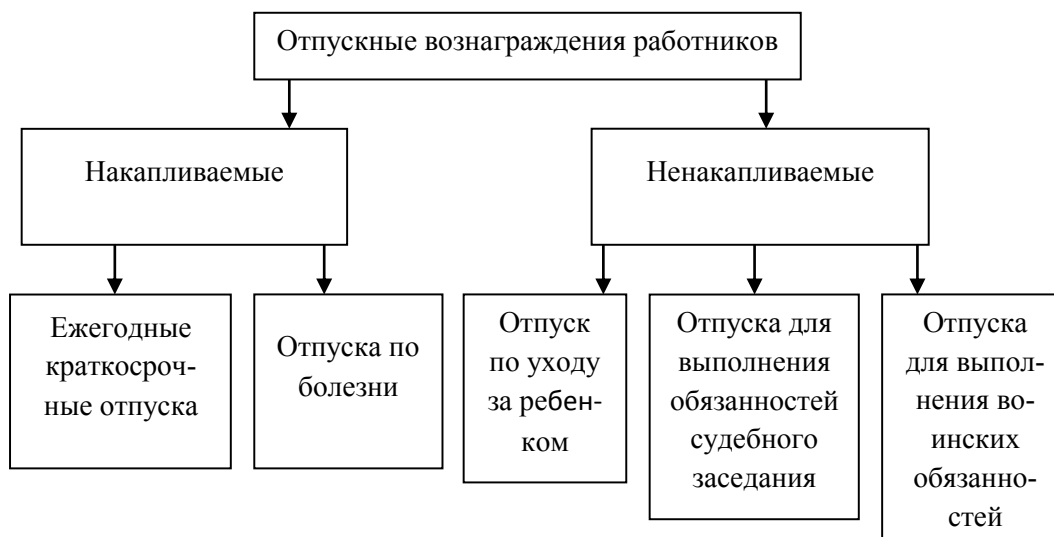 Отпускные вознаграждения работников
Накапливаемые
Ненакапливаемые
Ежегодные
краткосроч-
ные отпуска
Отпуска по
болезни
Отпуск
по уходу
за ребен-
ком
Отпуска для
выполнения
обязанностей
судебного
заседания
Отпуска
для выпол-
нения во-
инских
обязанно-
стей